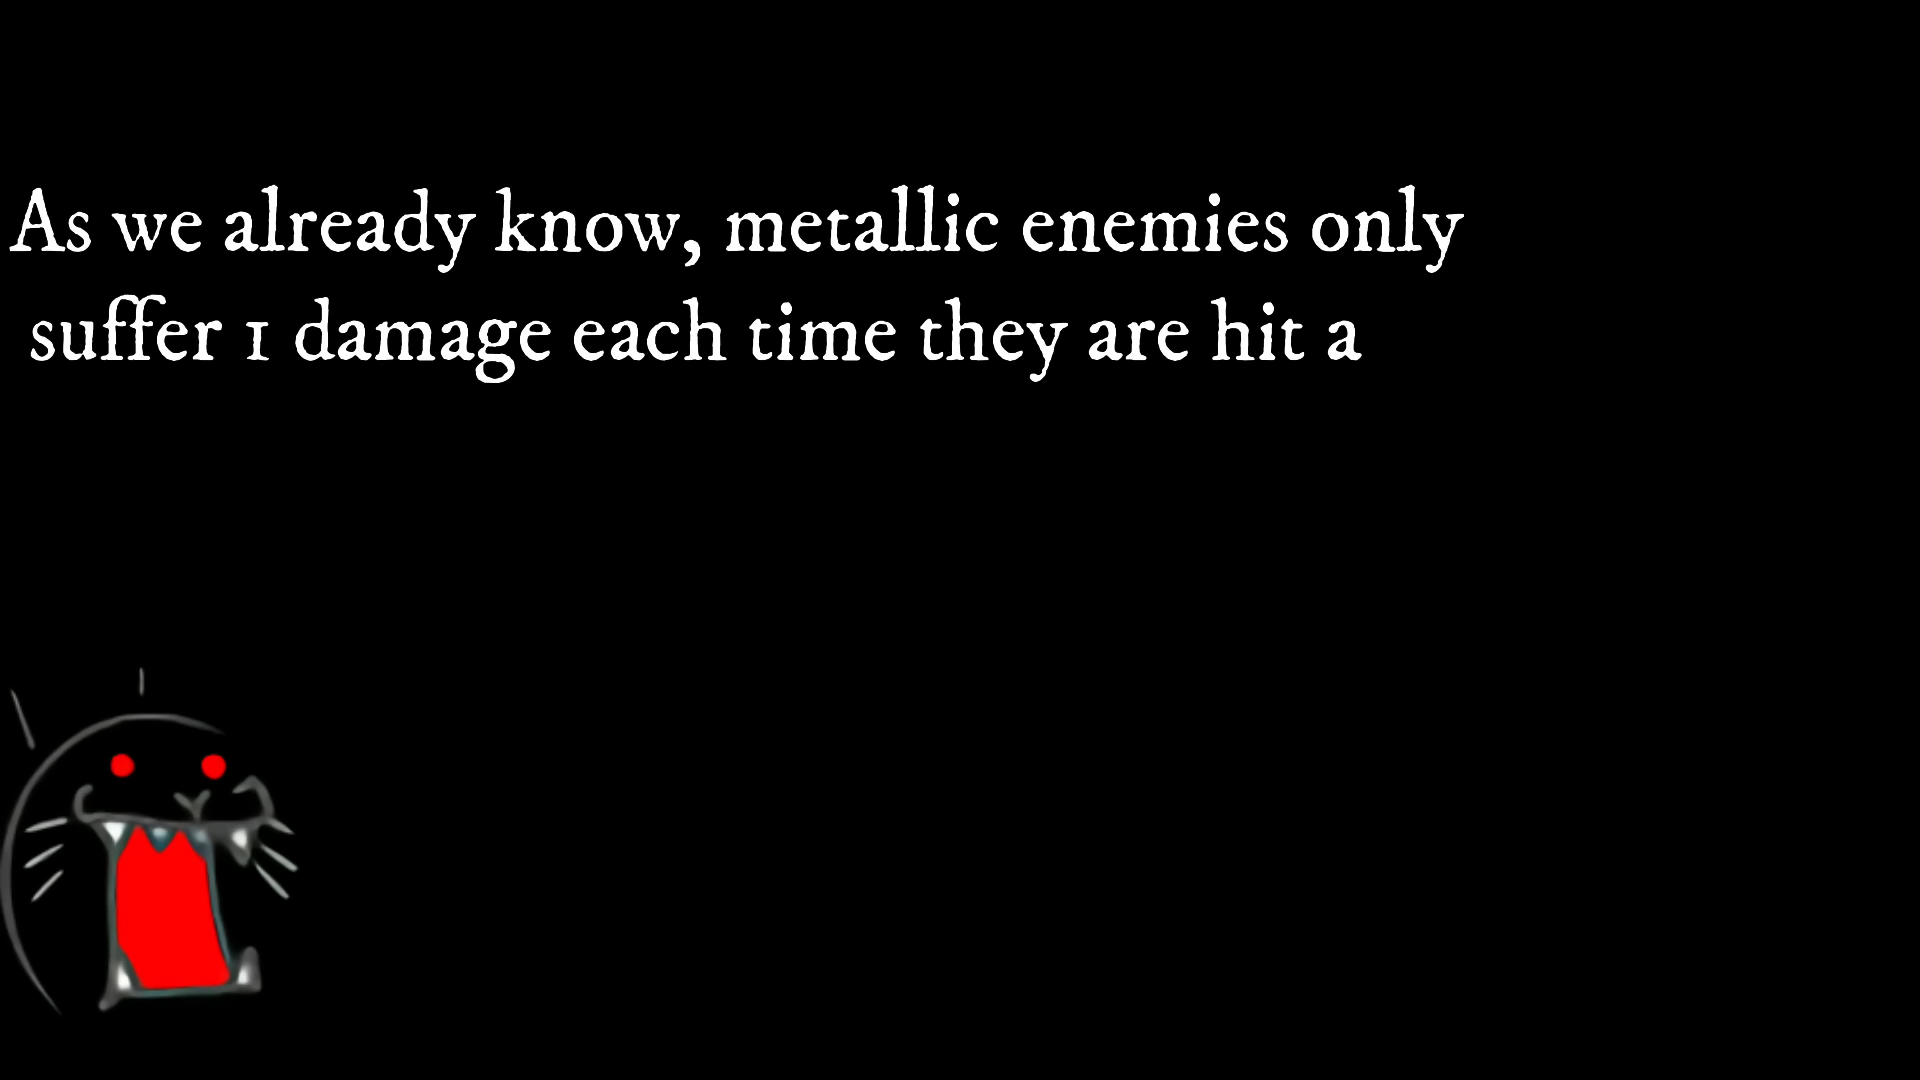 As we already know, metallic enemies only
suffer 1 damage each time they are hit a